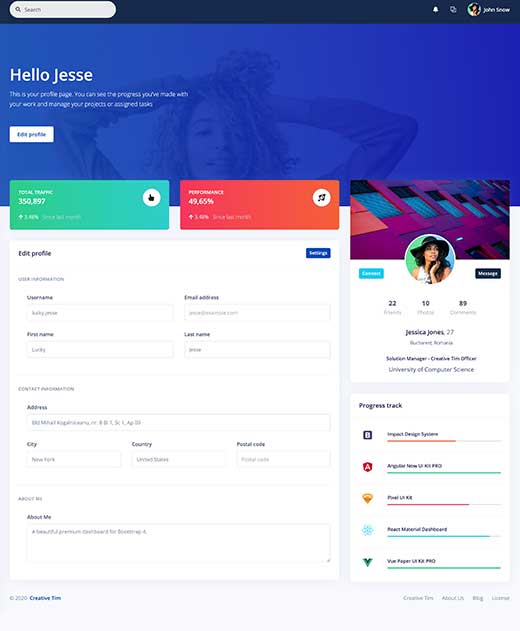 Search
John Snow
Hello Jesse
This is your profile page. You can see the progress you've made with
your work and manage your projects or assigned tasks
Edit profile
TOTAL TRAFFIC
350,897
3.48% Since last month
PERFORMANCE
49,65%
3.48% Since last month
Edit profile
Settings
USER INFORMATION
Username
Email address
lucky.jesse
jesse@example.com
First name
Last name
Lucky
Jesse
CONTACT INFORMATION
Address
Bld Mihail Kogalniceanu, nr. 8 Bl 1, Sc 1, Ap 09
City
Country
Postal code
New York
United States
Postal code
ABOUT ME
About Me
A beautiful premium dashboard for Bootstrap 4.
Connect
Message
22
10
89
Friends
Photos
Comments
Jessica Jones, 27
Bucharest, Romania
Solution Manager - Creative Tim Officer
University of Computer Science
Progress track
B
Impact Design System
A
Angular Now UI Kit PRO
Pixel UI Kit
React Material Dashboard
Vue Paper UI Kit PRO
© 2020 Creative Tim
Creative Tim
About Us
Blog
License